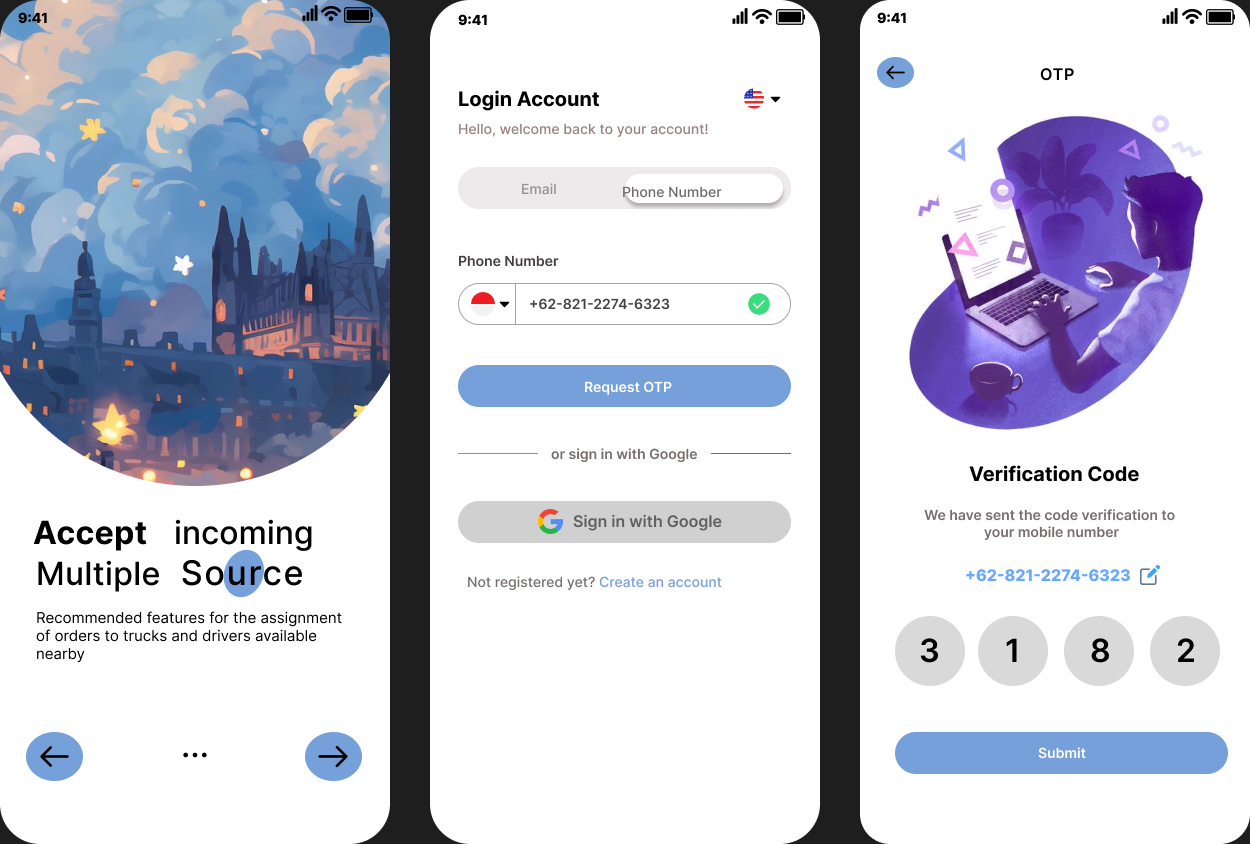 9:41
Accept incoming
Multiple Source
Recommended features for the assignment
of orders to trucks and drivers available
nearby
...
9:41
Login Account
Hello, welcome back to your account!
Email
Phone Number
Phone Number
+62-821-2274-6323
Request OTP
or sign in with Google
Sign in with Google
Not registered yet? Create an account
9:41
OTP
Verification Code
We have sent the code verification to
your mobile number
+62-821-2274-6323
3 1 8 2
Submit